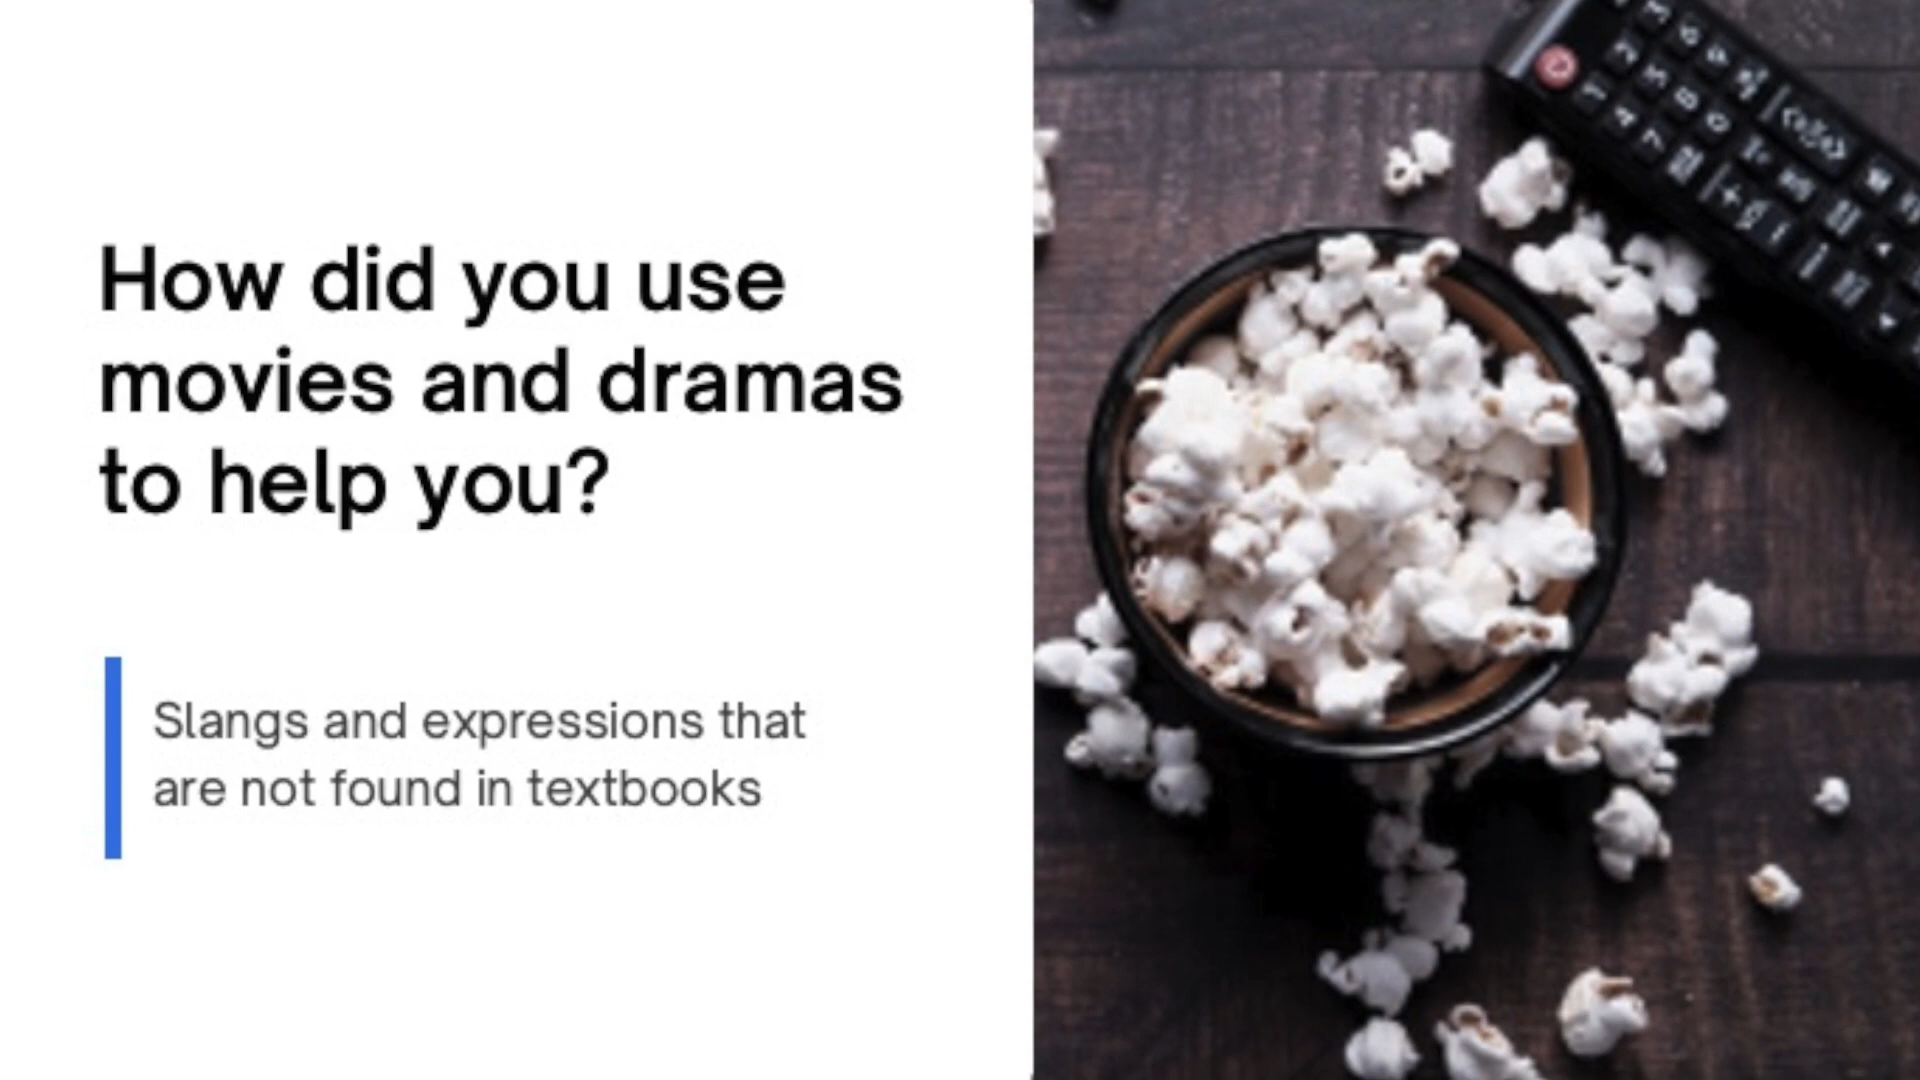 How did you use
movies and dramas
to help you?
Slangs and expressions that
are not found in textbooks